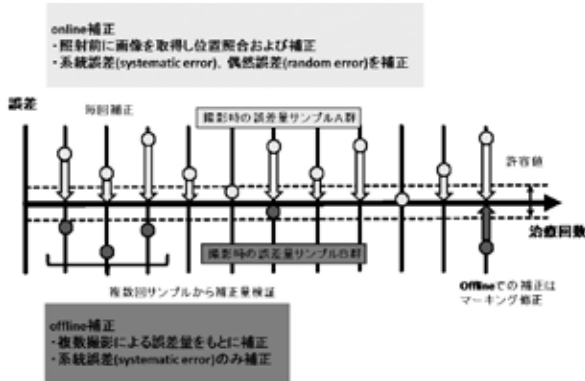 online補正
・照射前に画像を取得し位置照合および補正
・系統誤差(systematic error)、偶然誤差(random error)を補正
誤差
毎回補正
撮影時の誤差量サンプルA群
許容値
治療回数
撮影時の誤差量サンプルB群
複数回サンプルから補正量検証
Offlineでの補正は
マーキング修正
offline補正
・複数撮影による誤差量をもとに補正
・系統誤差(systematic error)のみ補正